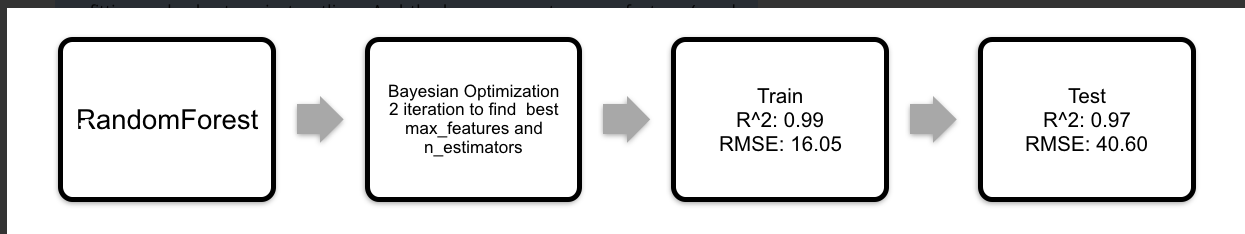 RandomForest
Bayesian Optimization
2 iteration to find best
max_features and
n_estimators
Train
R^2: 0.99
RMSE: 16.05
Test
R^2: 0.97
RMSE: 40.60